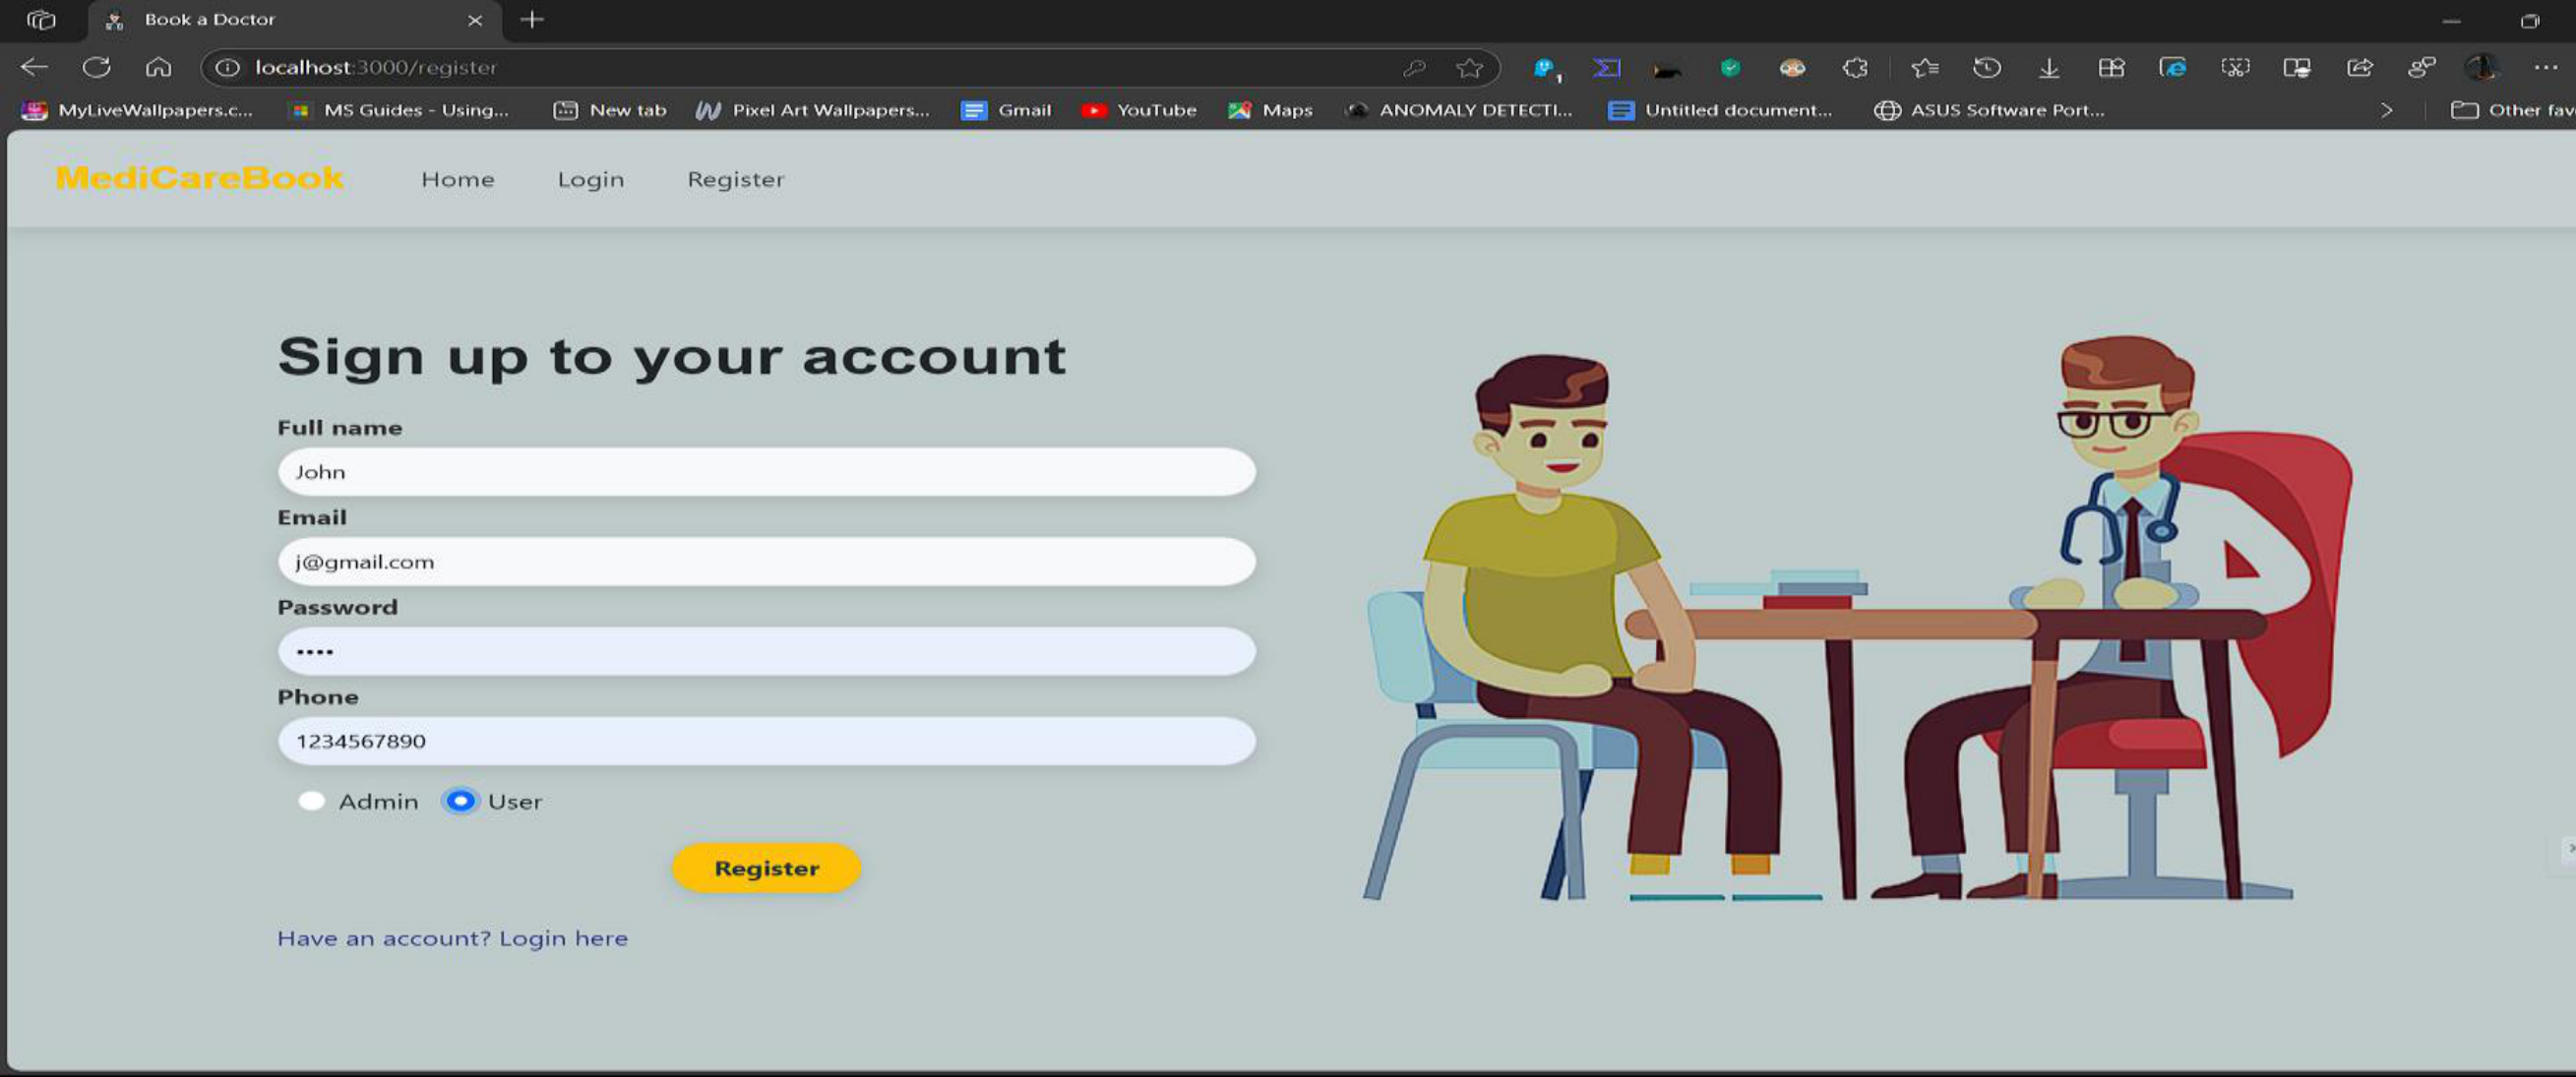 Book a Doctor
localhost:3000/register
MyLiveWallpapers.c... MS Guides - Using... New tab Pixel Art Wallpapers... Gmail YouTube Maps ANOMALY DETECTI... Untitled document... ASUS Software Port... Other fav
MediCareBook Home Login Register
Sign up to your account
Full name
John
Email
j@gmail.com
Password
••••
Phone
1234567890
Admin User
Register
Have an account? Login here